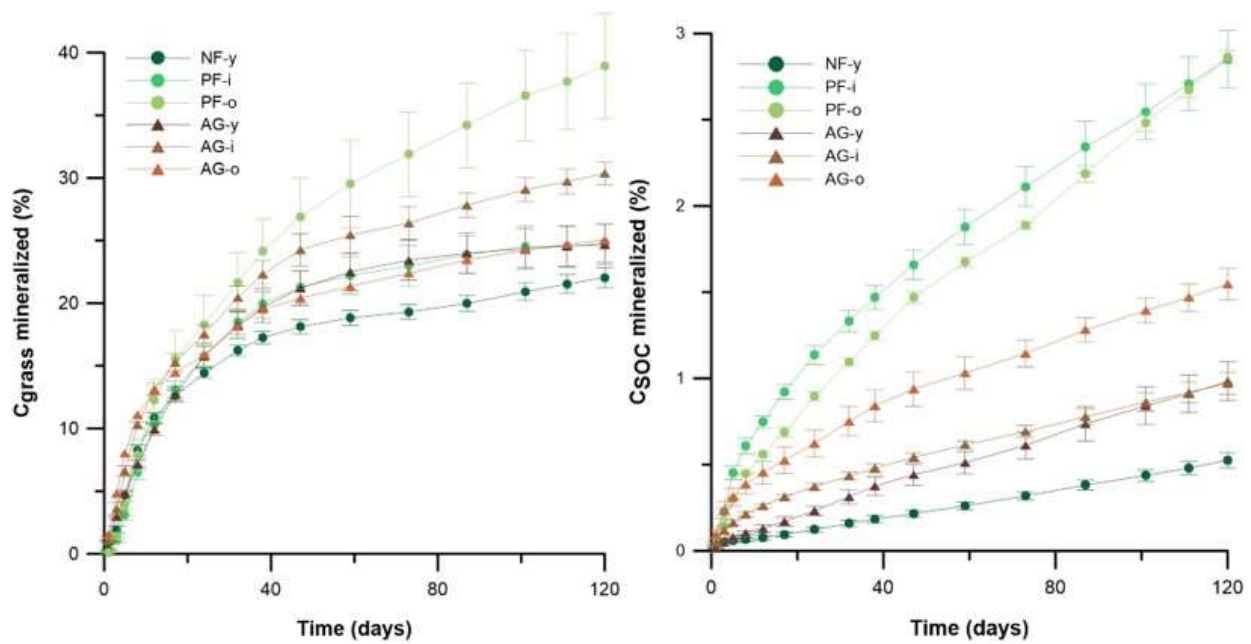 40
30
20
10
0
Cgrass mineralized (%)
NF-y
PF-i
PF-o
AG-y
AG-i
AG-o
0 40 80 120
Time (days)
3
2
1
0
CSOC mineralized (%)
NF-y
PF-i
PF-o
AG-y
AG-i
AG-o
0 40 80 120
Time (days)